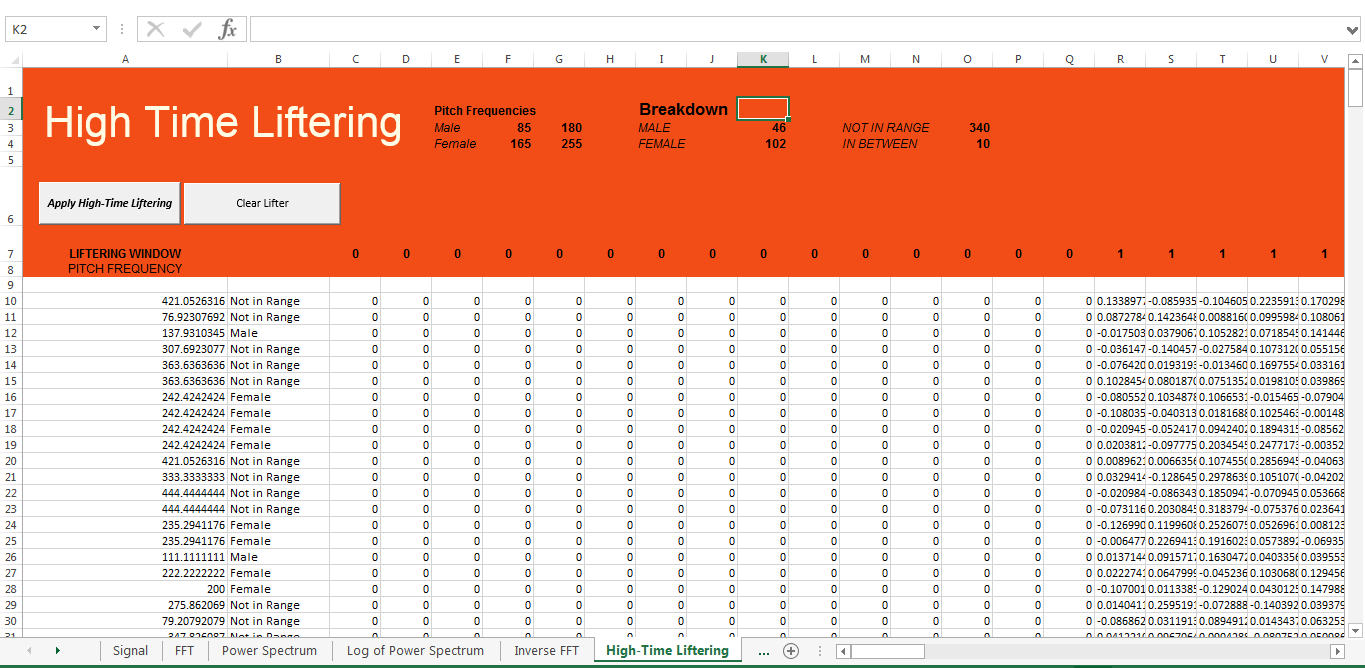 K2 fx
A B C D E F G H I J K L M N O P Q R S T U V
1
2 High Time Liftering Pitch Frequencies Breakdown
3 Male 85 180 MALE 46 NOT IN RANGE 340
4 Female 165 255 FEMALE 102 IN BETWEEN 10
5
6 Apply High-Time Liftering Clear Lifter
7 LIFTERING WINDOW 0 0 0 0 0 0 0 0 0 0 0 0 0 0 0 1 1 1 1 1
8 PITCH FREQUENCY
9
10 421.0526316 Not in Range 0 0 0 0 0 0 0 0 0 0 0 0 0 0 0 0.133897 -0.085935 -0.104605 0.223591 0.170298
11 76.92307692 Not in Range 0 0 0 0 0 0 0 0 0 0 0 0 0 0 0 0.087278 0.142364 0.008816 0.099598 0.108061
12 137.9310345 Male 0 0 0 0 0 0 0 0 0 0 0 0 0 0 0 -0.017503 0.037906 0.105282 0.071854 0.141446
13 307.6923077 Not in Range 0 0 0 0 0 0 0 0 0 0 0 0 0 0 0 -0.036147 -0.140457 -0.027584 0.107312 0.055156
14 363.6363636 Not in Range 0 0 0 0 0 0 0 0 0 0 0 0 0 0 0 -0.076420 0.019319 -0.013460 0.169755 0.033161
15 363.6363636 Not in Range 0 0 0 0 0 0 0 0 0 0 0 0 0 0 0 0.102845 0.080187 0.075135 0.019810 0.039869
16 242.4242424 Female 0 0 0 0 0 0 0 0 0 0 0 0 0 0 0 -0.080552 0.103487 0.106653 -0.015465 -0.07904
17 242.4242424 Female 0 0 0 0 0 0 0 0 0 0 0 0 0 0 0 -0.108035 -0.040313 0.018168 0.102546 -0.00148
18 242.4242424 Female 0 0 0 0 0 0 0 0 0 0 0 0 0 0 0 -0.020945 -0.052417 0.094240 0.189431 -0.08562
19 242.4242424 Female 0 0 0 0 0 0 0 0 0 0 0 0 0 0 0 0.020381 -0.097775 0.203454 0.247717 -0.00352
20 421.0526316 Not in Range 0 0 0 0 0 0 0 0 0 0 0 0 0 0 0 0.008962 0.006635 0.107455 0.285694 -0.04063
21 333.3333333 Not in Range 0 0 0 0 0 0 0 0 0 0 0 0 0 0 0 0.032941 -0.128645 0.297863 0.105107 -0.04202
22 444.4444444 Not in Range 0 0 0 0 0 0 0 0 0 0 0 0 0 0 0 -0.020984 -0.086343 0.185094 -0.070945 0.053668
23 444.4444444 Not in Range 0 0 0 0 0 0 0 0 0 0 0 0 0 0 0 -0.073116 0.203084 0.318379 -0.075376 0.023641
24 235.2941176 Female 0 0 0 0 0 0 0 0 0 0 0 0 0 0 0 -0.126990 0.119960 0.252607 0.052696 0.008123
25 235.2941176 Female 0 0 0 0 0 0 0 0 0 0 0 0 0 0 0 -0.006477 0.226941 0.191602 0.057389 -0.06935
26 111.1111111 Male 0 0 0 0 0 0 0 0 0 0 0 0 0 0 0 0.013714 0.091571 0.163047 0.040335 0.039553
27 222.2222222 Female 0 0 0 0 0 0 0 0 0 0 0 0 0 0 0 0.022274 0.064799 -0.045236 0.103068 0.129456
28 200 Female 0 0 0 0 0 0 0 0 0 0 0 0 0 0 0 -0.107001 0.011338 -0.129024 0.043012 0.147988
29 275.862069 Not in Range 0 0 0 0 0 0 0 0 0 0 0 0 0 0 0 0.014041 0.259519 -0.072888 -0.140392 0.039379
30 79.20792079 Not in Range 0 0 0 0 0 0 0 0 0 0 0 0 0 0 0 -0.086862 0.031191 0.089491 0.014343 0.063253
31 347.826087 Not in Range
Signal FFT Power Spectrum Log of Power Spectrum Inverse FFT High-Time Liftering ...